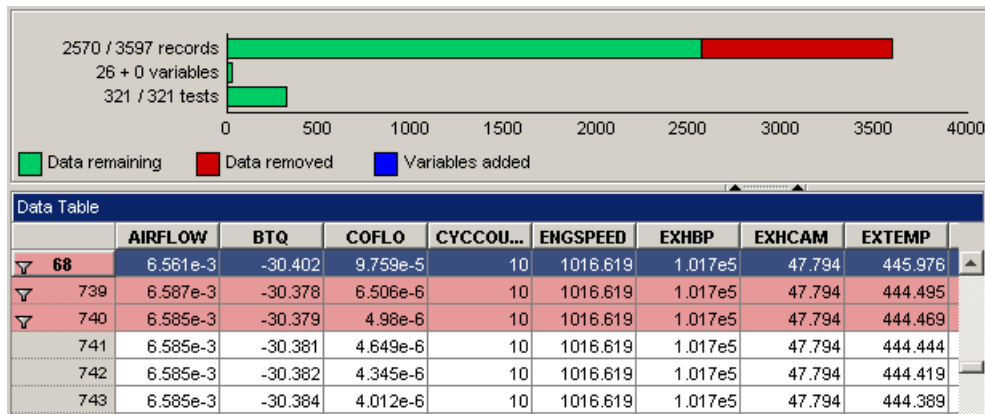 2570 / 3597 records
26 + 0 variables
321 / 321 tests
0 500 1000 1500 2000 2500 3000 3500 4000
Data remaining Data removed Variables added
Data Table
AIRFLOW BTQ COFLO CYCCOU... ENGSPEED EXHBP EXHCAM EXTEMP
68 6.561e-3 -30.402 9.759e-5 10 1016.619 1.017e5 47.794 445.976
739 6.587e-3 -30.378 6.506e-6 10 1016.619 1.017e5 47.794 444.495
740 6.585e-3 -30.379 4.98e-6 10 1016.619 1.017e5 47.794 444.469
741 6.585e-3 -30.381 4.649e-6 10 1016.619 1.017e5 47.794 444.444
742 6.585e-3 -30.382 4.345e-6 10 1016.619 1.017e5 47.794 444.419
743 6.585e-3 -30.384 4.012e-6 10 1016.619 1.017e5 47.794 444.389